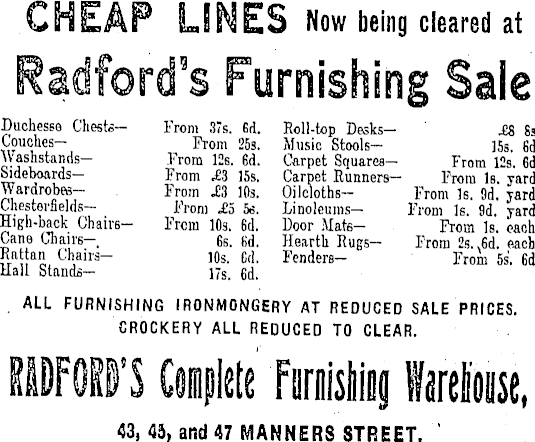 CHEAP LINES Now being cleared at
Radford's Furnishing Sale
Duchesse Chests— From 37s. 6d.
Couches— From 25s.
Washstands— From 12s. 6d.
Sideboards— From £3 15s.
Wardrobes— From £3 10s.
Chesterfields— From £5 5s.
High-back Chairs— From 10s. 6d.
Cane Chairs— 6s. 6d.
Rattan Chairs— 10s. 6d.
Hall Stands— 17s. 6d.
Roll-top Desks— £8 8s
Music Stools— 15s. 6d
Carpet Squares— From 12s. 6d
Carpet Runners— From 1s. yard
Oilcloths— From 1s. 9d. yard
Linoleums— From 1s. 9d. yard
Door Mats— From 1s. each
Hearth Rugs— From 2s. 6d. each
Fenders— From 5s. 6d
ALL FURNISHING IRONMONGERY AT REDUCED SALE PRICES.
CROCKERY ALL REDUCED TO CLEAR.
RADFORD'S Complete Furnishing Warehouse,
43, 45, and 47 MANNERS STREET.